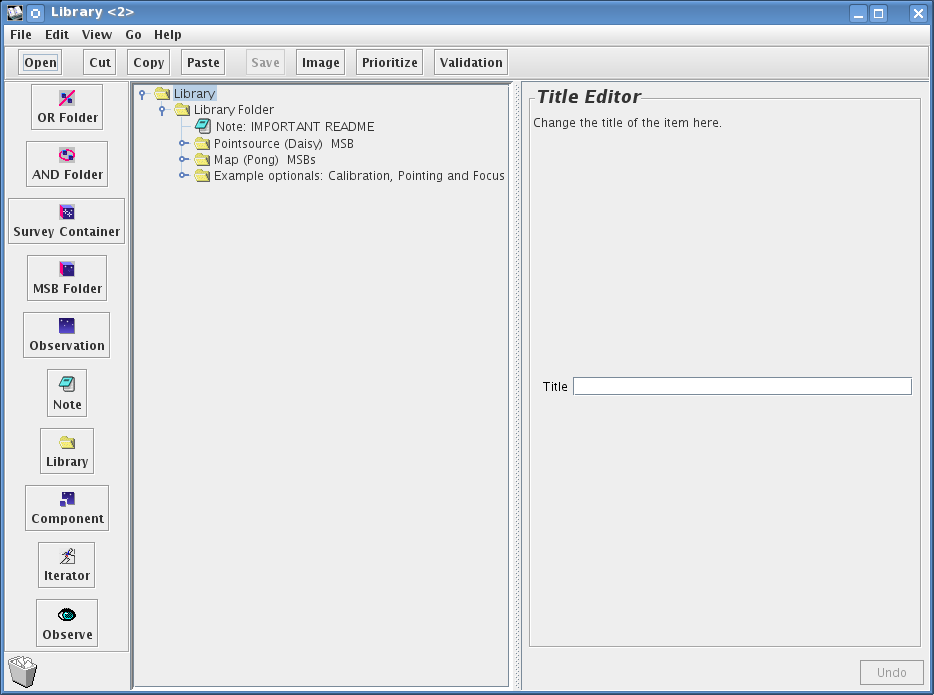 Library <2>
File Edit View Go Help
Open Cut Copy Paste Save Image Prioritize Validation
OR Folder
AND Folder
Survey Container
MSB Folder
Observation
Note
Library
Component
Iterator
Observe
Library
Library Folder
Note: IMPORTANT README
Pointsource (Daisy) MSB
Map (Pong) MSBs
Example optionals: Calibration, Pointing and Focus
Title Editor
Change the title of the item here.
Title
Undo